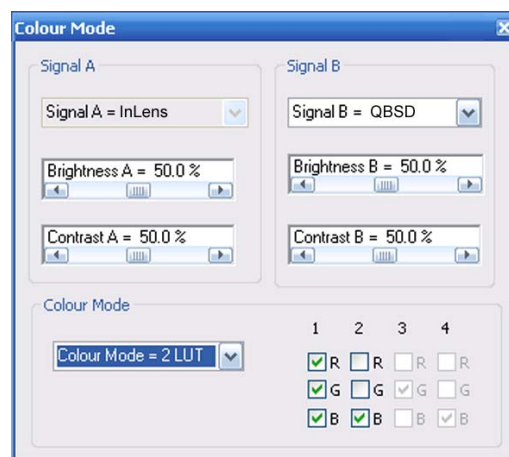 Colour Mode
Signal A
Signal A = InLens
Brightness A = 50.0 %
Contrast A = 50.0 %
Signal B
Signal B = QBSD
Brightness B = 50.0 %
Contrast B = 50.0 %
Colour Mode
Colour Mode = 2 LUT
1 2 3 4
R R R R
G G G G
B B B B